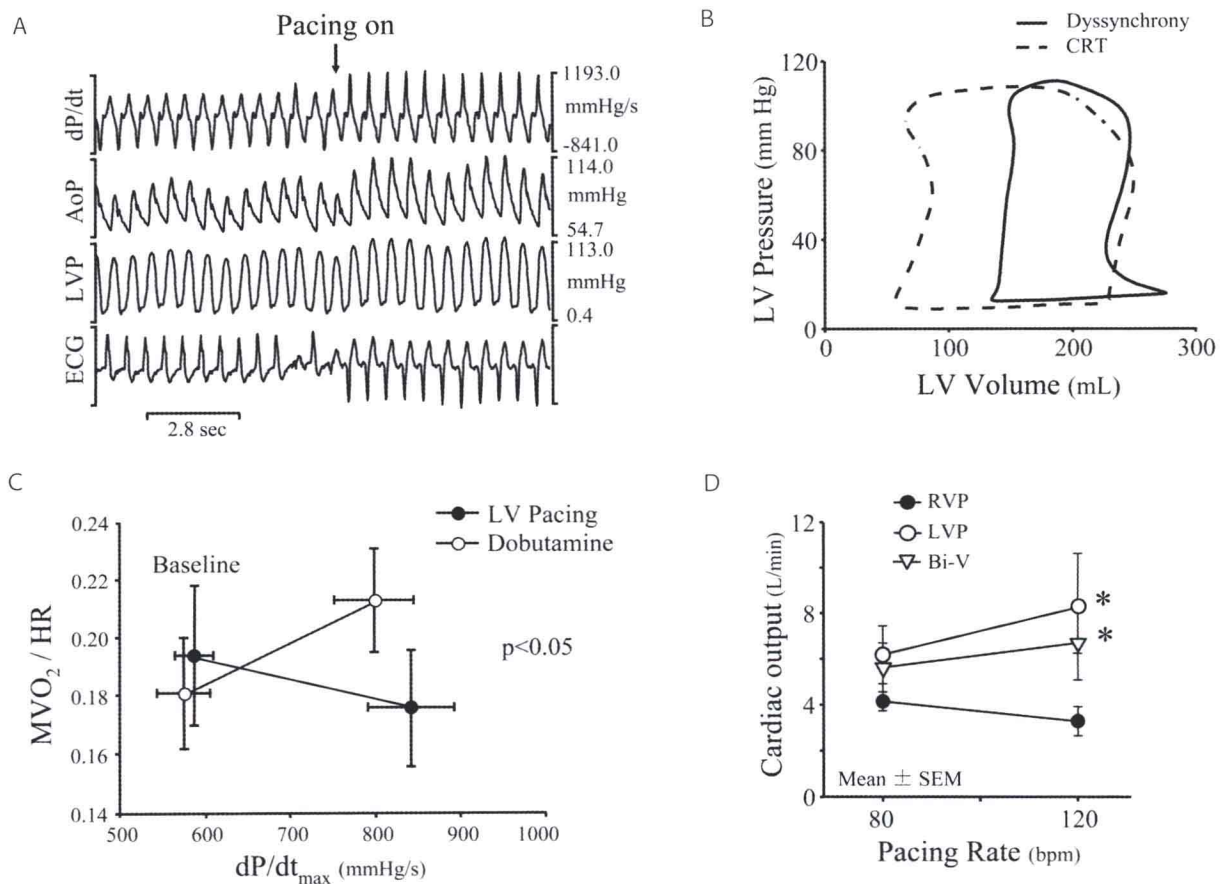 A
Pacing on
dP/dt
1193.0
mmHg/s
-841.0
AoP
114.0
mmHg
54.7
LVP
113.0
mmHg
0.4
ECG
2.8 sec
B
Dyssynchrony
CRT
LV Pressure (mm Hg)
120
80
40
0
0 100 200 300
LV Volume (mL)
C
LV Pacing
Dobutamine
Baseline
p<0.05
MVO₂ / HR
0.24
0.22
0.20
0.18
0.16
0.14
500 600 700 800 900 1000
dP/dtmax (mmHg/s)
D
RVP
LVP
Bi-V
Cardiac output (L/min)
12
8
4
0
*
*
Mean ± SEM
80 120
Pacing Rate (bpm)